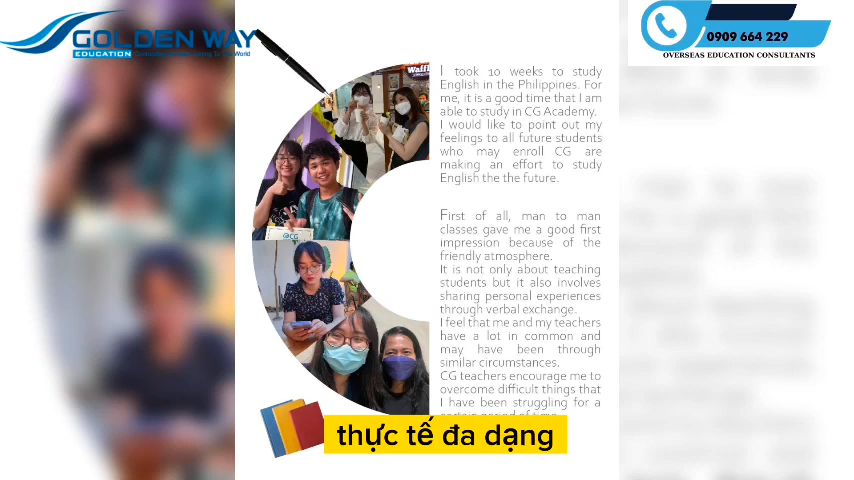 GOLDEN WAY
EDUCATION
0909 664 229
OVERSEAS EDUCATION CONSULTANTS
I took 10 weeks to study
English in the Philippines. For
me, it is a good time that I am
able to study in CG Academy.
I would like to point out my
feelings to all future students
who may enroll CG are
making an effort to study
English the the future.
First of all, man to man
classes gave me a good first
impression because of the
friendly atmosphere.
It is not only about teaching
students but it also involves
sharing personal experiences
through verbal exchange.
I feel that me and my teachers
have a lot in common and
may have been through
similar circumstances.
CG teachers encourage me to
overcome difficult things that
I have been struggling for a
CG
thực tế đa dạng